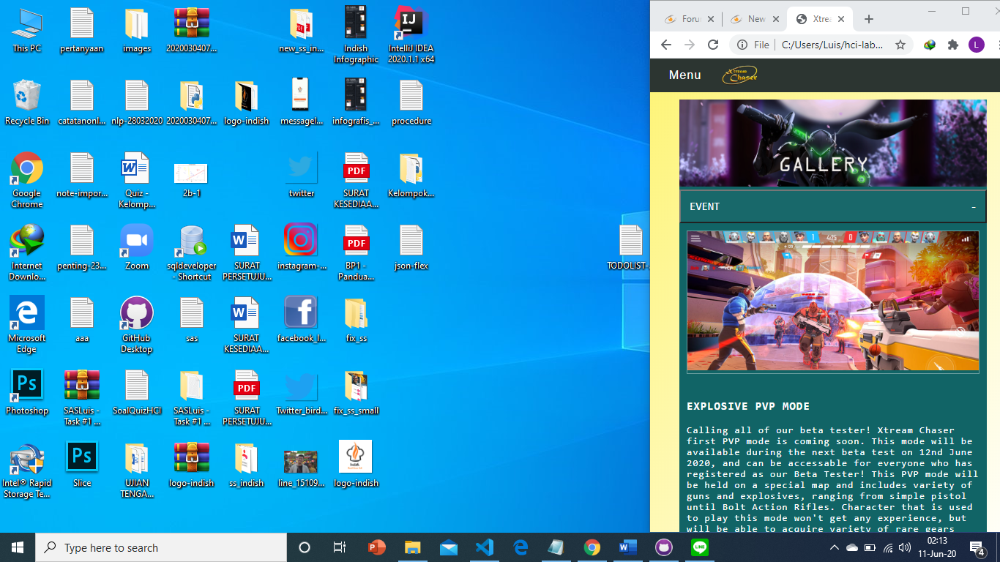 This PC
pertanyaan
images
2020030407...
new_ss_in...
Indish
Infographic
IntelliJ IDEA
2020.1.1 x64
Recycle Bin
catatanonl...
nlp-28032020
2020030407...
logo-indish
messagel...
infografis_...
procedure
Google
Chrome
note-impor...
Quiz -
Kelomp...
2b-1
twitter
SURAT
KESEDIAA...
Kelompok...
Internet
Downlo...
penting-23...
Zoom
sqldeveloper
- Shortcut
SURAT
PERSETUJU...
instagram-...
BP1 -
Pandua...
json-flex
TODOLIST-...
Microsoft
Edge
aaa
GitHub
Desktop
sas
SURAT
KESEDIAA...
facebook_l...
fix_ss
Photoshop
SASLuis -
Task #1 ...
SoalQuizHCI
SASLuis -
Task #1 ...
SURAT
PERSETUJU...
Twitter_bird...
fix_ss_small
Intel® Rapid
Storage Te...
Slice
UJIAN
TENGA...
logo-indish
ss_indish
line_15109...
logo-indish
Foru
New
Xtre
File
C:/Users/Luis/hci-lab...
L
Menu
Xtream
Chaser
GALLERY
EVENT
-
1 4:25 0
EXPLOSIVE PVP MODE
Calling all of our beta tester! Xtream Chaser
first PVP mode is coming soon. This mode will be
available during the next beta test on 12nd June
2020, and can be accessable for everyone who has
registered as our Beta Tester! This PVP mode will
be held on a special map and includes variety of
guns and explosives, ranging from simple pistol
until Bolt Action Rifles. Character that is used
to play this mode won't get any experience, but
will be able to acquire variety of rare gears
Type here to search
02:13
11-Jun-20
4